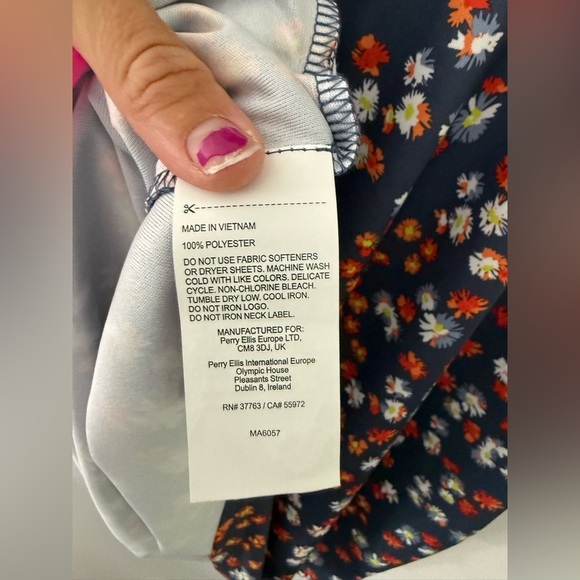 MADE IN VIETNAM
100% POLYESTER
DO NOT USE FABRIC SOFTENERS
OR DRYER SHEETS. MACHINE WASH
COLD WITH LIKE COLORS. DELICATE
CYCLE. NON-CHLORINE BLEACH.
TUMBLE DRY LOW. COOL IRON.
DO NOT IRON LOGO.
DO NOT IRON NECK LABEL.
MANUFACTURED FOR:
Perry Ellis Europe LTD,
CM8 3DJ, UK
Perry Ellis International Europe
Olympic House
Pleasants Street
Dublin 8, Ireland
RN# 37763 / CA# 55972
MA6057